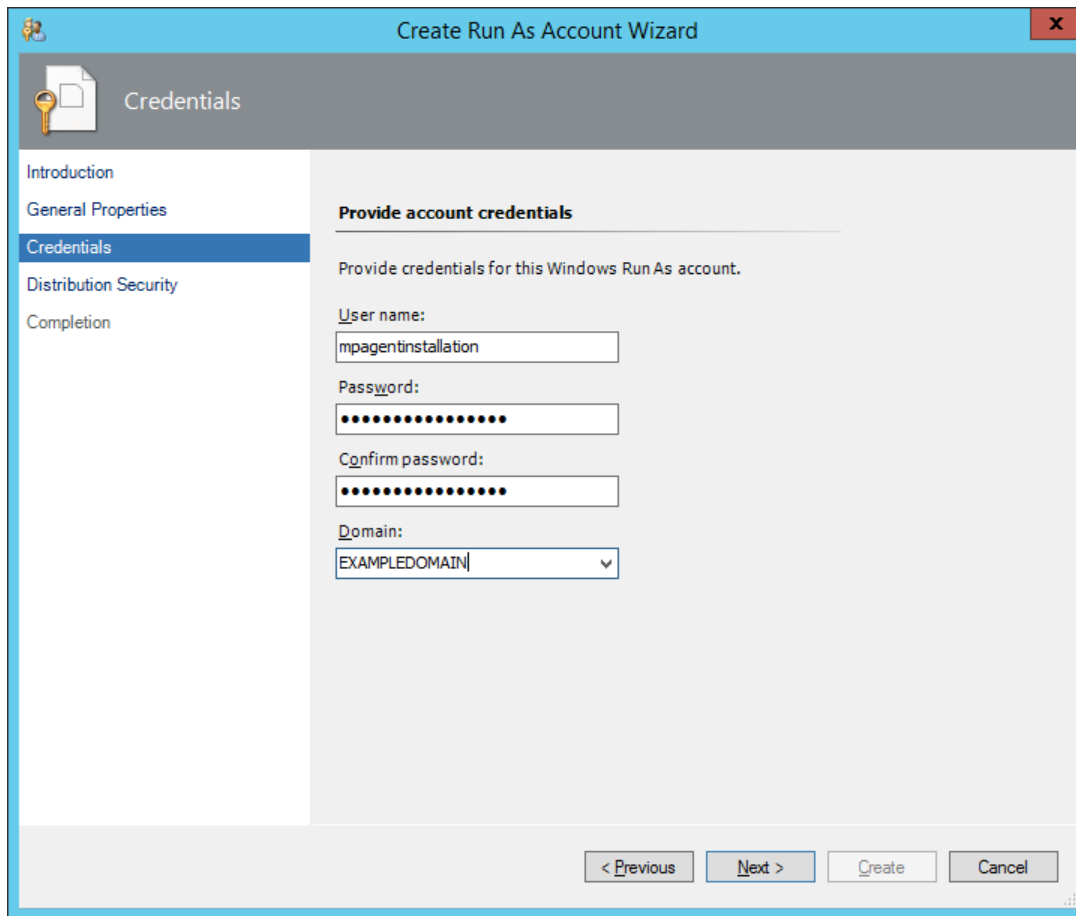 Create Run As Account Wizard
x
Credentials
Introduction
General Properties
Credentials
Distribution Security
Completion
Provide account credentials
Provide credentials for this Windows Run As account.
User name:
mpagentinstallation
Password:
••••••••••••••••
Confirm password:
••••••••••••••••
Domain:
EXAMPLEDOMAIN
< Previous
Next >
Create
Cancel